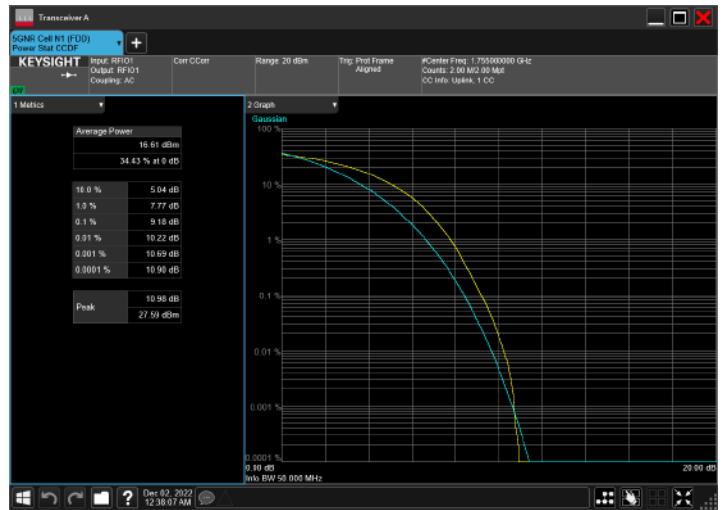 Transceiver A
5GNR Cell N1 (FDD)
Power Stat CCDF
KEYSIGHT
Input: RFIO1
Output: RFIO1
Coupling: AC
Corr CCorr
Range: 20 dBm
Trig: Prot Frame
Aligned
#Center Freq: 1.755000000 GHz
Counts: 2.00 M/2.00 Mpt
CC Info: Uplink, 1 CC
1 Metrics
Average Power
16.61 dBm
34.43 % at 0 dB
10.0 % 5.04 dB
1.0 % 7.77 dB
0.1 % 9.18 dB
0.01 % 10.22 dB
0.001 % 10.69 dB
0.0001 % 10.90 dB
Peak
10.98 dB
27.59 dBm
2 Graph
Gaussian
100 %
10 %
1 %
0.1 %
0.01 %
0.001 %
0.0001 %
0.00 dB
20.00 dB
Info BW 50.000 MHz
?
Dec 02, 2022
12:38:07 AM